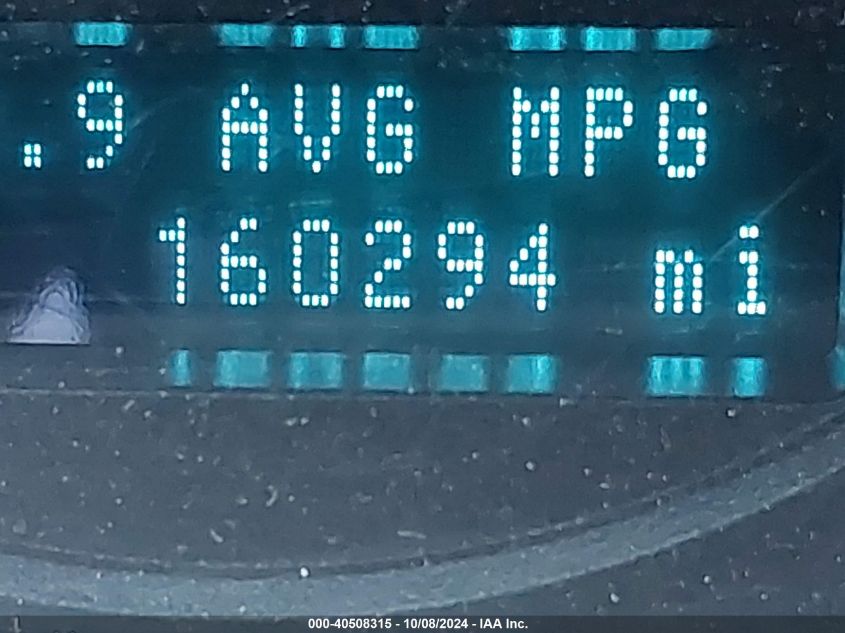 .9 AVG MPG
160294 mi
000-40508315 - 10/08/2024 - IAA Inc.